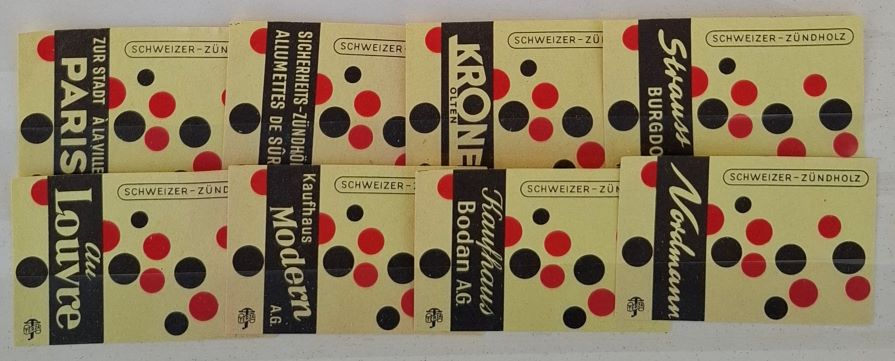 ZUR STADT À LA VILLE
PARIS
SCHWEIZER-ZÜND
SICHERHEITS-ZÜNDHÖ
ALLUMETTES DE SÛR
SCHWEIZER-Z
KRONE
OLTEN
SCHWEIZER-ZÜ
Strauss
BURGDO
SCHWEIZER-ZÜNDHOLZ
au
Louvre
SCHWEIZER-ZÜND
Kaufhaus
Modern
A.G.
SCHWEIZER-
Kaufhaus
Bodan AG
SCHWEIZER-ZÜND
Nordmann
SCHWEIZER-ZÜNDHOLZ